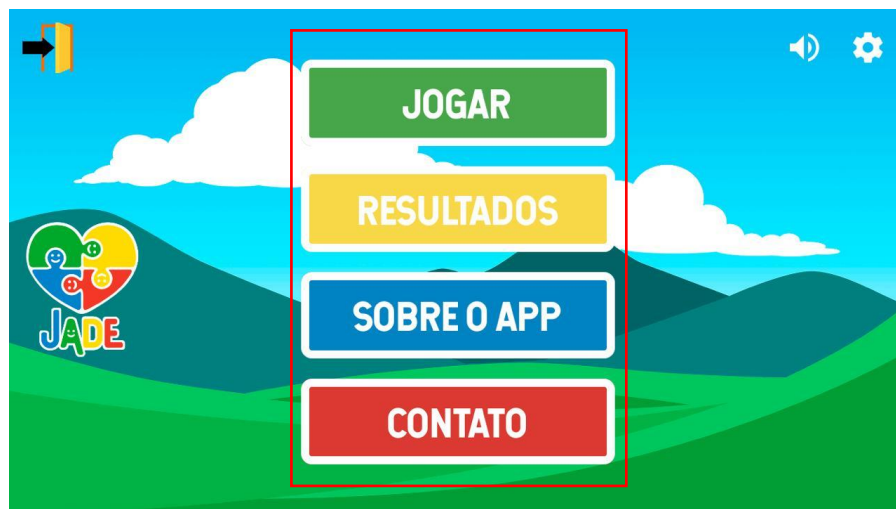 JOGAR
RESULTADOS
SOBRE O APP
JADE
CONTATO